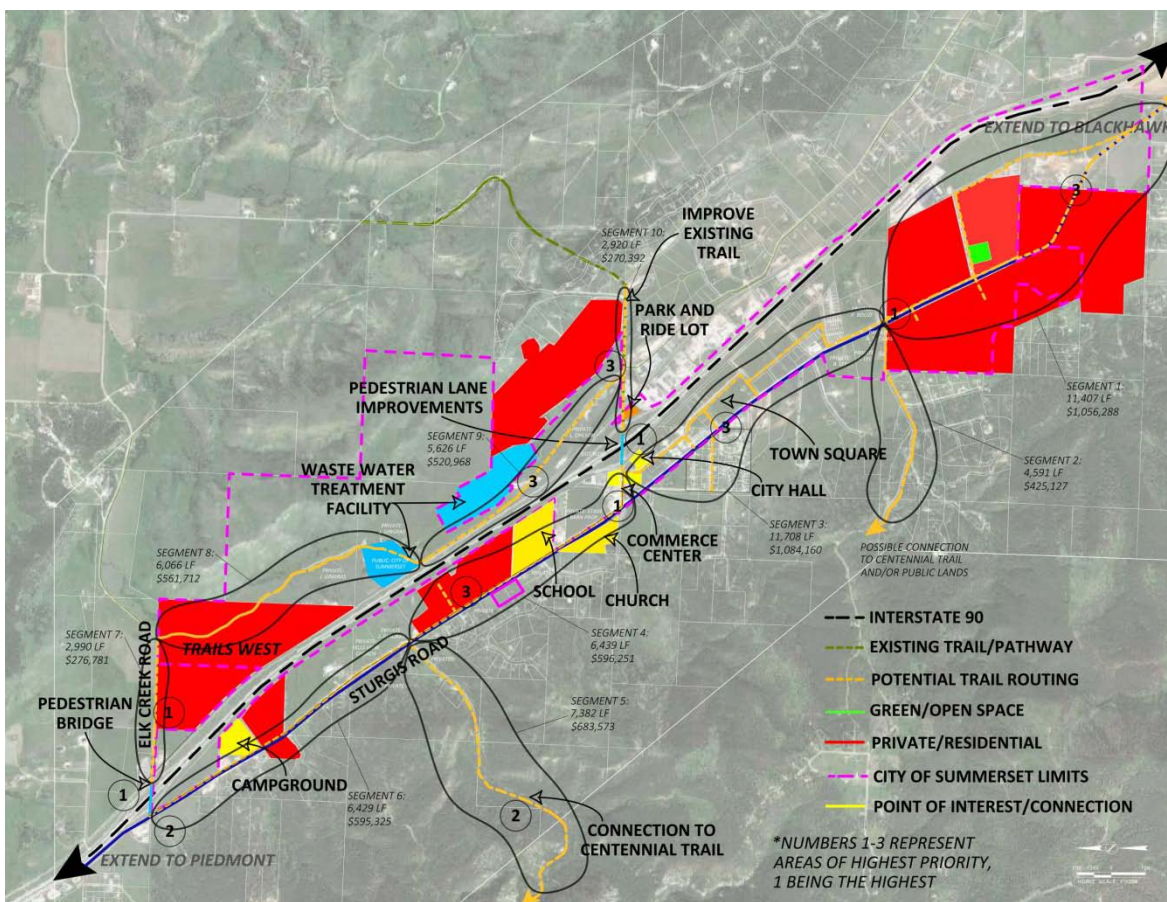 EXTEND TO BLACKHAWK
3
IMPROVE
EXISTING
TRAIL
SEGMENT 10:
2,920 LF
$270,392
PARK AND
RIDE LOT
1
3
SEGMENT 1:
11,407 LF
$1,056,288
PEDESTRIAN LANE
IMPROVEMENTS
SEGMENT 9:
5,626 LF
$520,968
3
1
3
TOWN SQUARE
SEGMENT 2:
4,591 LF
$425,127
WASTE WATER
TREATMENT
FACILITY
CITY HALL
1
COMMERCE
CENTER
SEGMENT 3:
11,708 LF
$1,084,160
POSSIBLE CONNECTION
TO CENTENNIAL TRAIL
AND/OR PUBLIC LANDS
SEGMENT 8:
6,066 LF
$561,712
PUBLIC-CITY OF
SUMMERSET
SCHOOL
CHURCH
3
SEGMENT 7:
2,990 LF
$276,781
TRAILS WEST
SEGMENT 4:
6,439 LF
$596,251
STURGIS ROAD
ELK CREEK ROAD
1
PEDESTRIAN
BRIDGE
SEGMENT 5:
7,382 LF
$683,573
CAMPGROUND
1
2
SEGMENT 6:
6,429 LF
$595,325
2
CONNECTION TO
CENTENNIAL TRAIL
EXTEND TO PIEDMONT
INTERSTATE 90
EXISTING TRAIL/PATHWAY
POTENTIAL TRAIL ROUTING
GREEN/OPEN SPACE
PRIVATE/RESIDENTIAL
CITY OF SUMMERSET LIMITS
POINT OF INTEREST/CONNECTION
*NUMBERS 1-3 REPRESENT
AREAS OF HIGHEST PRIORITY,
1 BEING THE HIGHEST